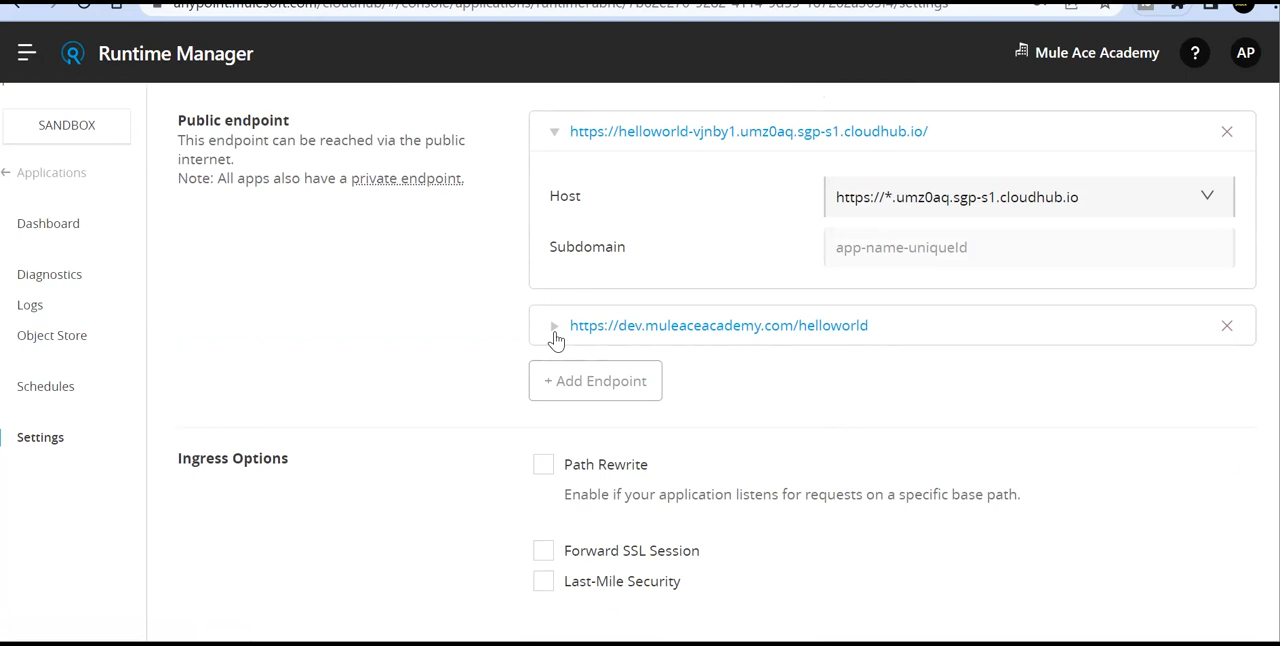 Runtime Manager
Mule Ace Academy
?
AP
SANDBOX
Applications
Dashboard
Diagnostics
Logs
Object Store
Schedules
Settings
Public endpoint
This endpoint can be reached via the public
internet.
Note: All apps also have a private endpoint.
https://helloworld-vjnby1.umz0aq.sgp-s1.cloudhub.io/
Host
https://*.umz0aq.sgp-s1.cloudhub.io
Subdomain
app-name-uniqueId
https://dev.muleaceacademy.com/helloworld
+ Add Endpoint
Ingress Options
Path Rewrite
Enable if your application listens for requests on a specific base path.
Forward SSL Session
Last-Mile Security